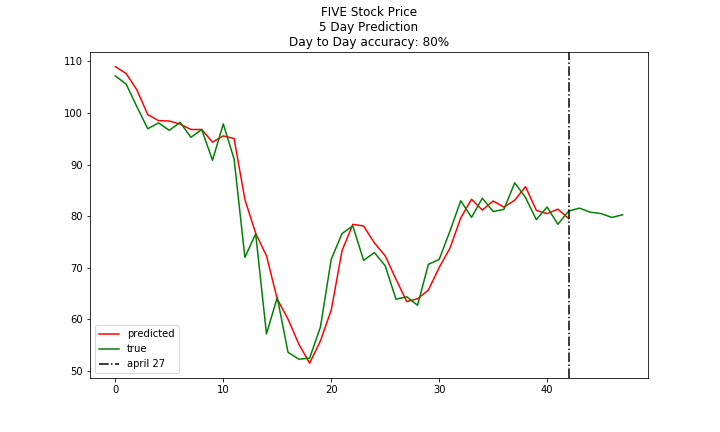 FIVE Stock Price
5 Day Prediction
Day to Day accuracy: 80%
110
100
90
80
70
60
50
predicted
true
april 27
0 10 20 30 40